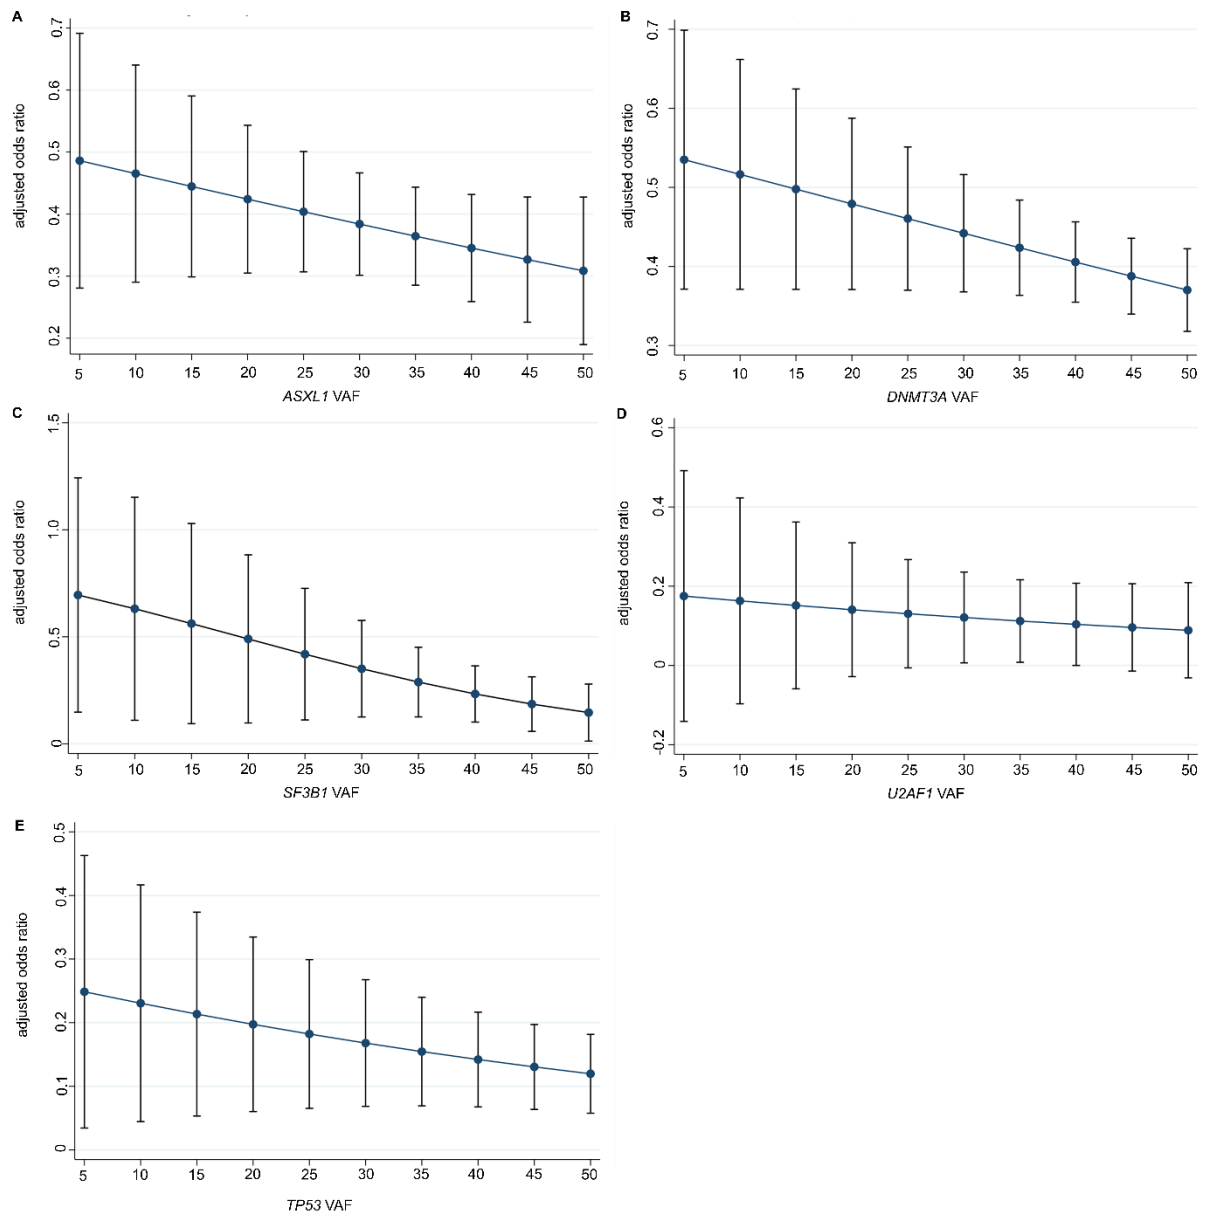 A
adjusted odds ratio
0.7
0.6
0.5
0.4
0.3
0.2
5 10 15 20 25 30 35 40 45 50
ASXL1 VAF
B
adjusted odds ratio
0.7
0.6
0.5
0.4
0.3
5 10 15 20 25 30 35 40 45 50
DNMT3A VAF
C
adjusted odds ratio
1.5
1.0
0.5
0
5 10 15 20 25 30 35 40 45 50
SF3B1 VAF
D
adjusted odds ratio
0.6
0.4
0.2
0
-0.2
5 10 15 20 25 30 35 40 45 50
U2AF1 VAF
E
adjusted odds ratio
0.5
0.4
0.3
0.2
0.1
0
5 10 15 20 25 30 35 40 45 50
TP53 VAF